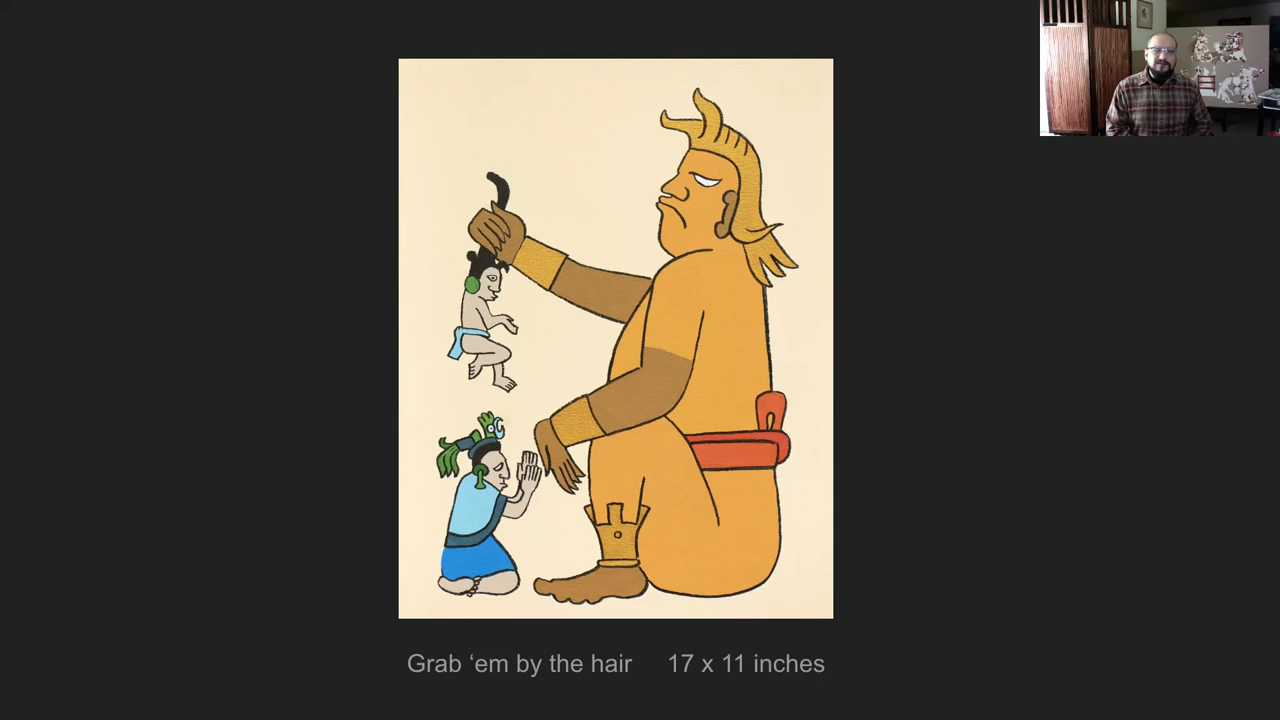 Grab ‘em by the hair 17 x 11 inches